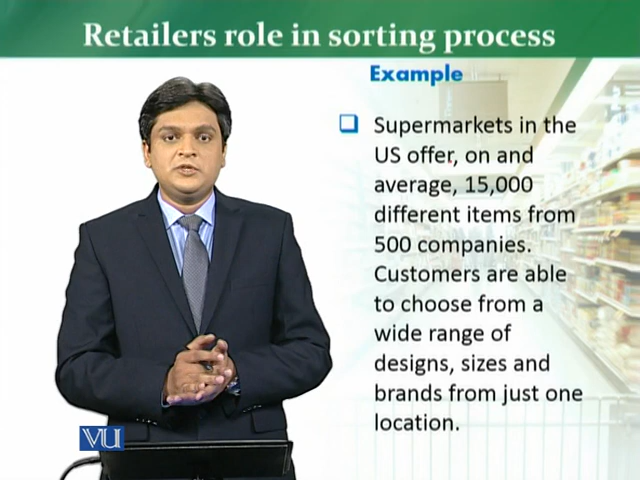 Retailers role in sorting process
Example
Supermarkets in the
US offer, on and
average, 15,000
different items from
500 companies.
Customers are able
to choose from a
wide range of
designs, sizes and
brands from just one
location.
VU